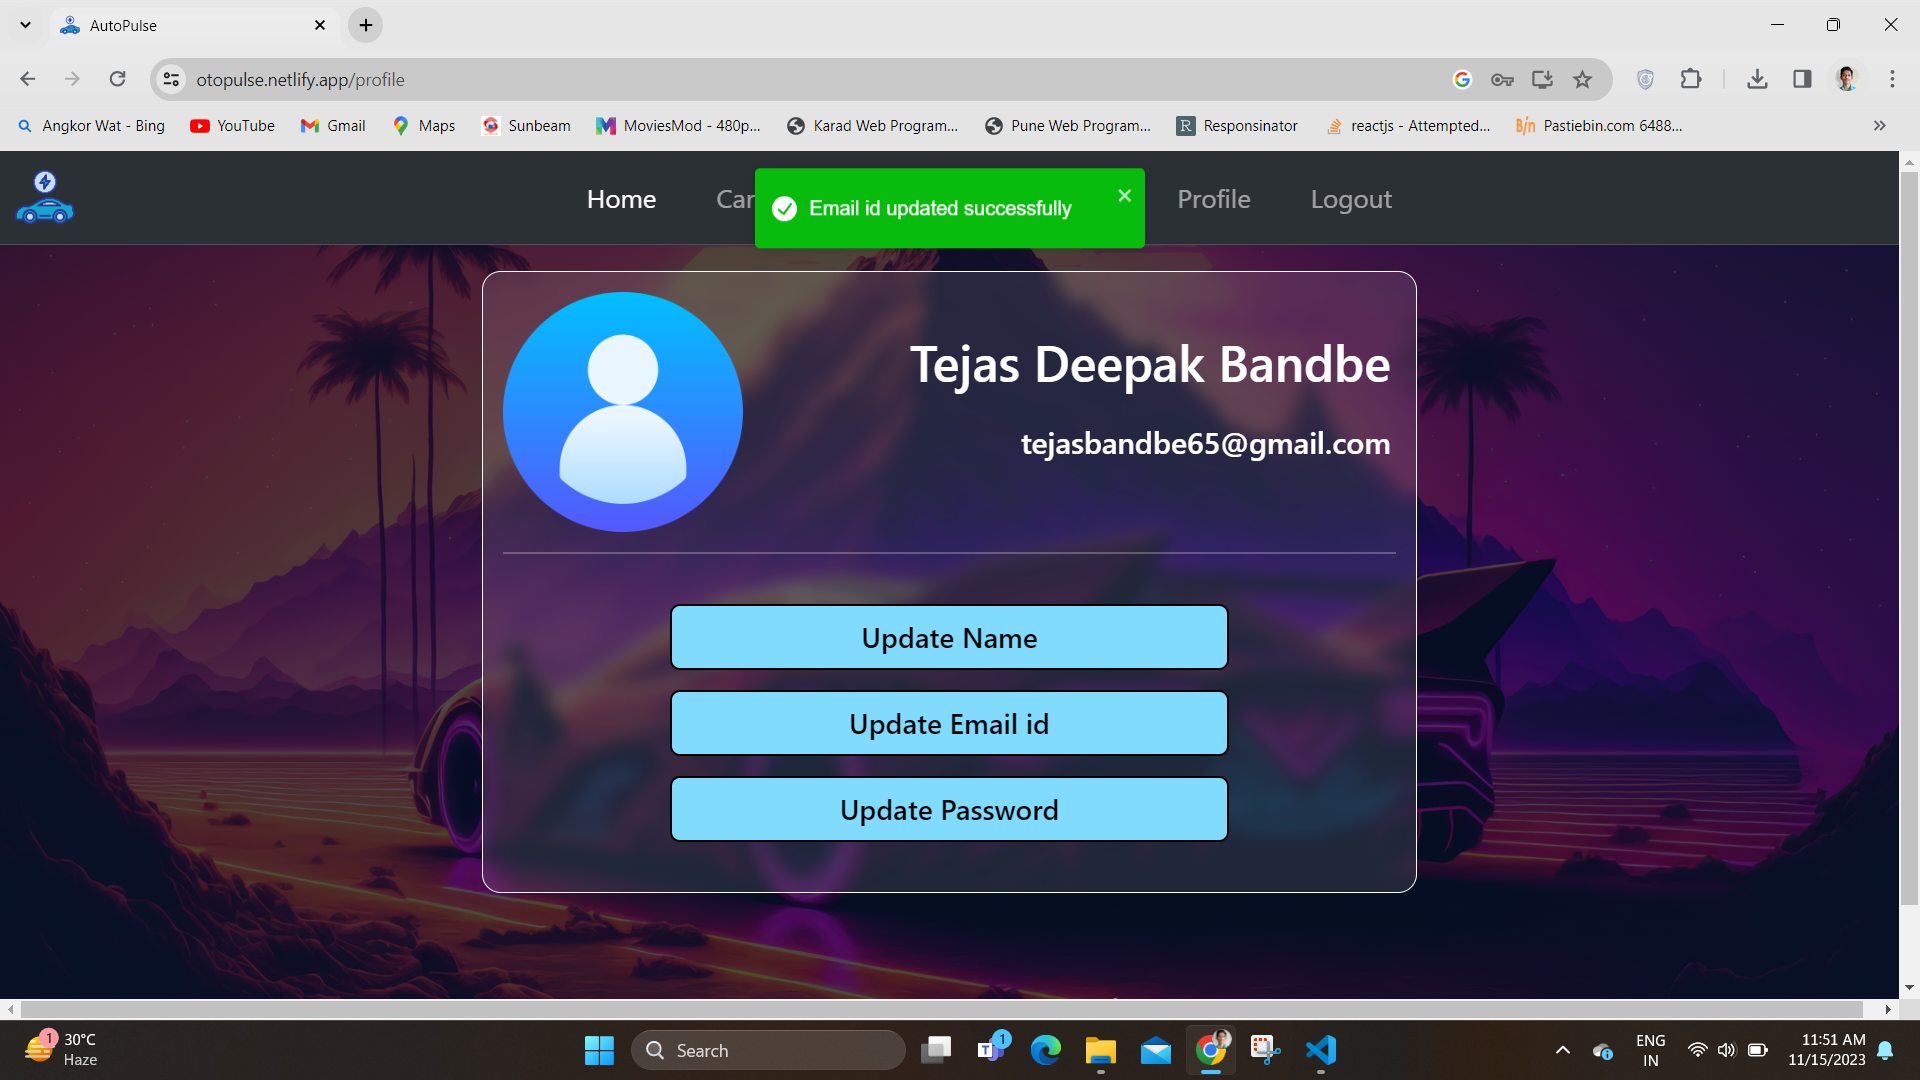 AutoPulse
otopulse.netlify.app/profile
Angkor Wat - Bing
YouTube
Gmail
Maps
Sunbeam
MoviesMod - 480p...
Karad Web Program...
Pune Web Program...
R
Responsinator
reactjs - Attempted...
Bin
Pastiebin.com 6488...
Home
Car
Email id updated successfully
Profile
Logout
Tejas Deepak Bandbe
tejasbandbe65@gmail.com
Update Name
Update Email id
Update Password
1
30°C
Haze
Search
T
1
ENG
IN
11:51 AM
11/15/2023